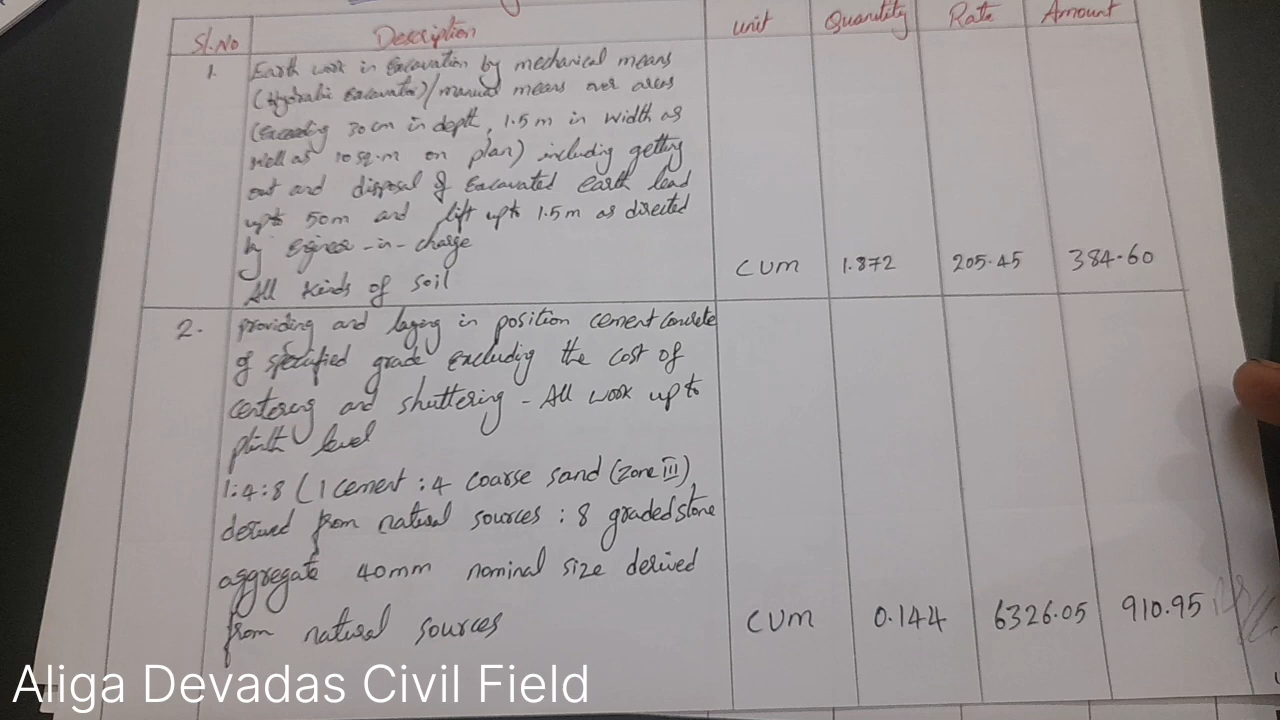 Sl.No Description unit Quantity Rate Amount
1. Earth work in Excavation by mechanical means
(Hydralic Excavator)/manual means over areas
(Exceeding 30cm in depth, 1.5m in width as
well as 10 sq.m on plan) including getting
out and disposal of Excavated earth lead
upto 50m and lift upto 1.5m as directed
by Engineer-in-charge
All kinds of soil CUM 1.872 205.45 384.60
2. providing and laying in position cement concrete
of specified grade excluding the cost of
centering and shuttering - All work upto
plinth level
1:4:8 (1 cement : 4 coarse sand (zone III)
derived from natural sources : 8 graded stone
aggregate 40mm nominal size derived
from natural sources CUM 0.144 6326.05 910.95
Aliga Devadas Civil Field